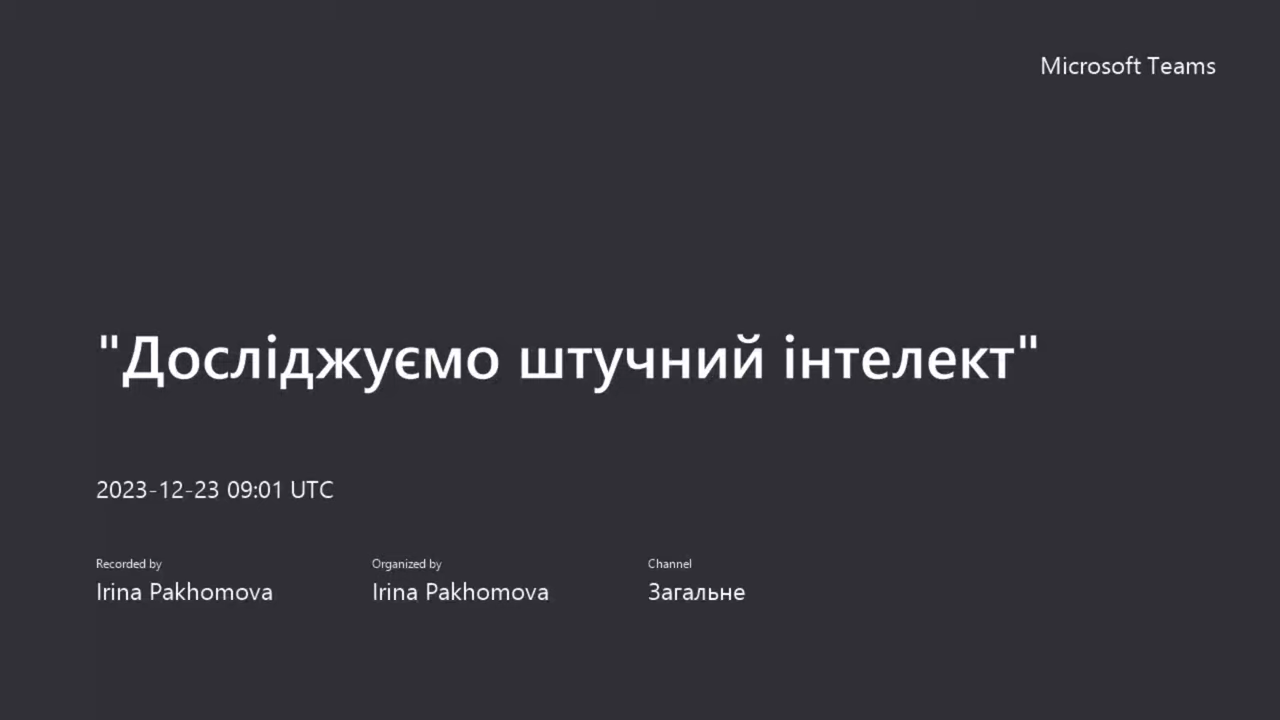 Microsoft Teams
"Досліджуємо штучний інтелект"
2023-12-23 09:01 UTC
Recorded by
Irina Pakhomova
Organized by
Irina Pakhomova
Channel
Загальне